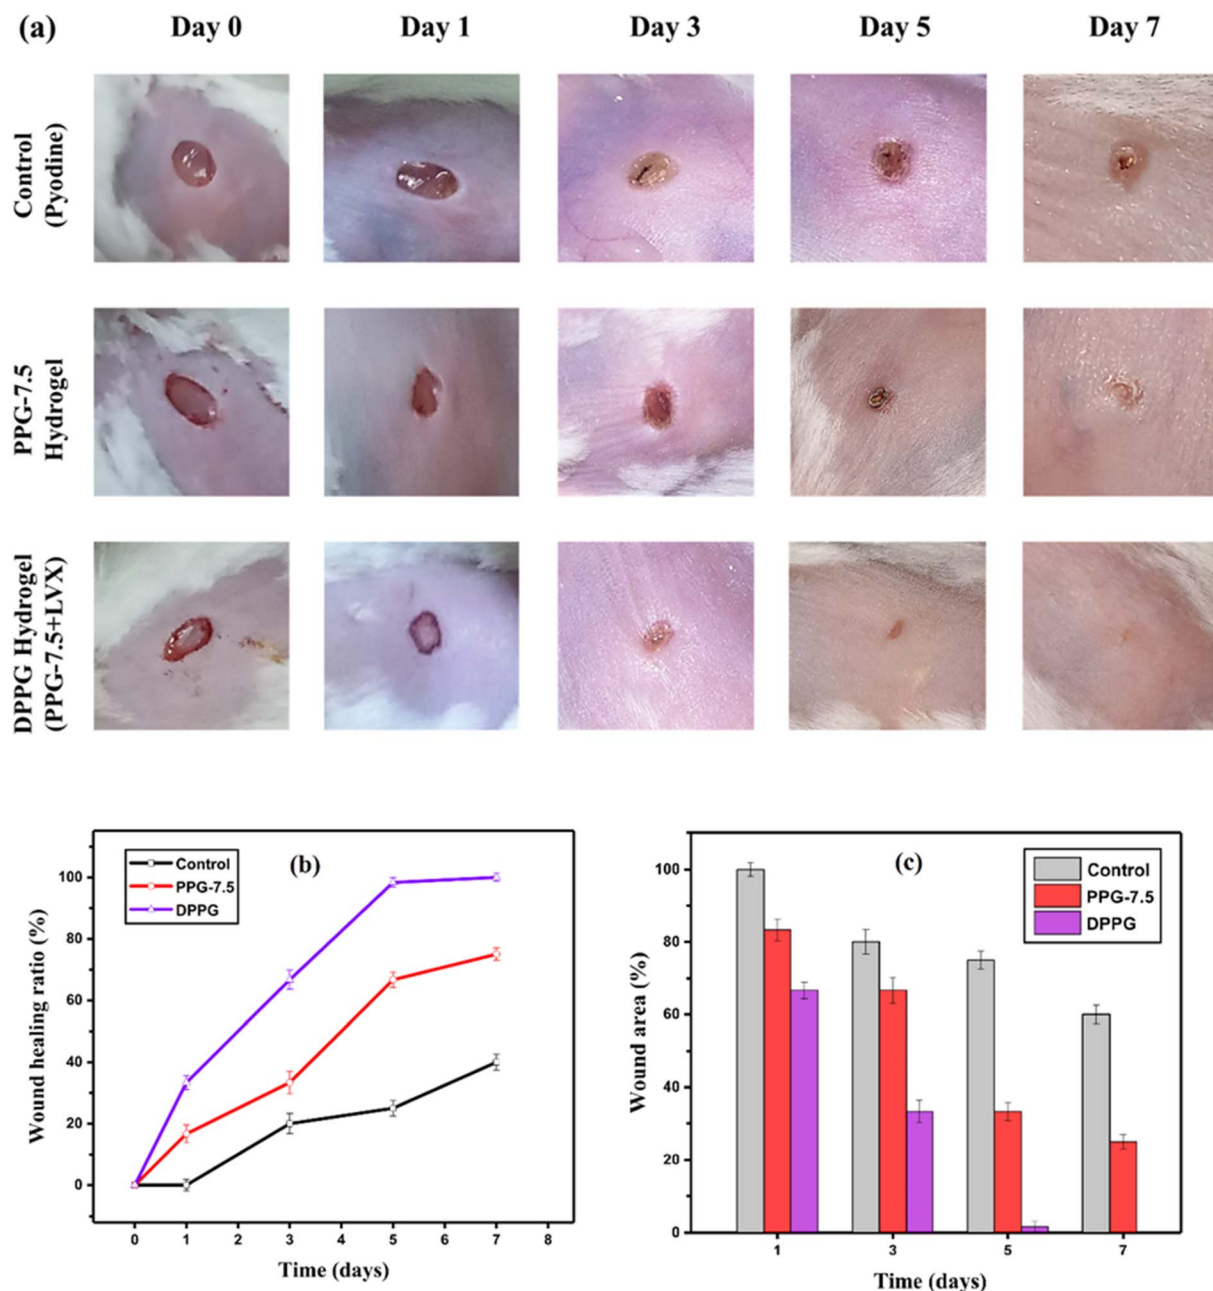 (a)
Day 0
Day 1
Day 3
Day 5
Day 7
Control
(Pyodine)
PPG-7.5
Hydrogel
DPPG Hydrogel
(PPG-7.5+LVX)
(b)
Control
PPG-7.5
DPPG
Wound healing ratio (%)
100
80
60
40
20
0
0 1 2 3 4 5 6 7 8
Time (days)
(c)
Control
PPG-7.5
DPPG
Wound area (%)
100
80
60
40
20
0
1 3 5 7
Time (days)